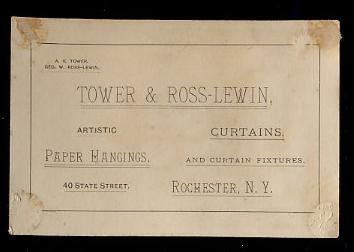 A. K. TOWER.
GEO. W. ROSS-LEWIN.
TOWER & ROSS-LEWIN,
ARTISTIC
PAPER HANGINGS,
CURTAINS,
AND CURTAIN FIXTURES,
40 STATE STREET,
ROCHESTER, N. Y.